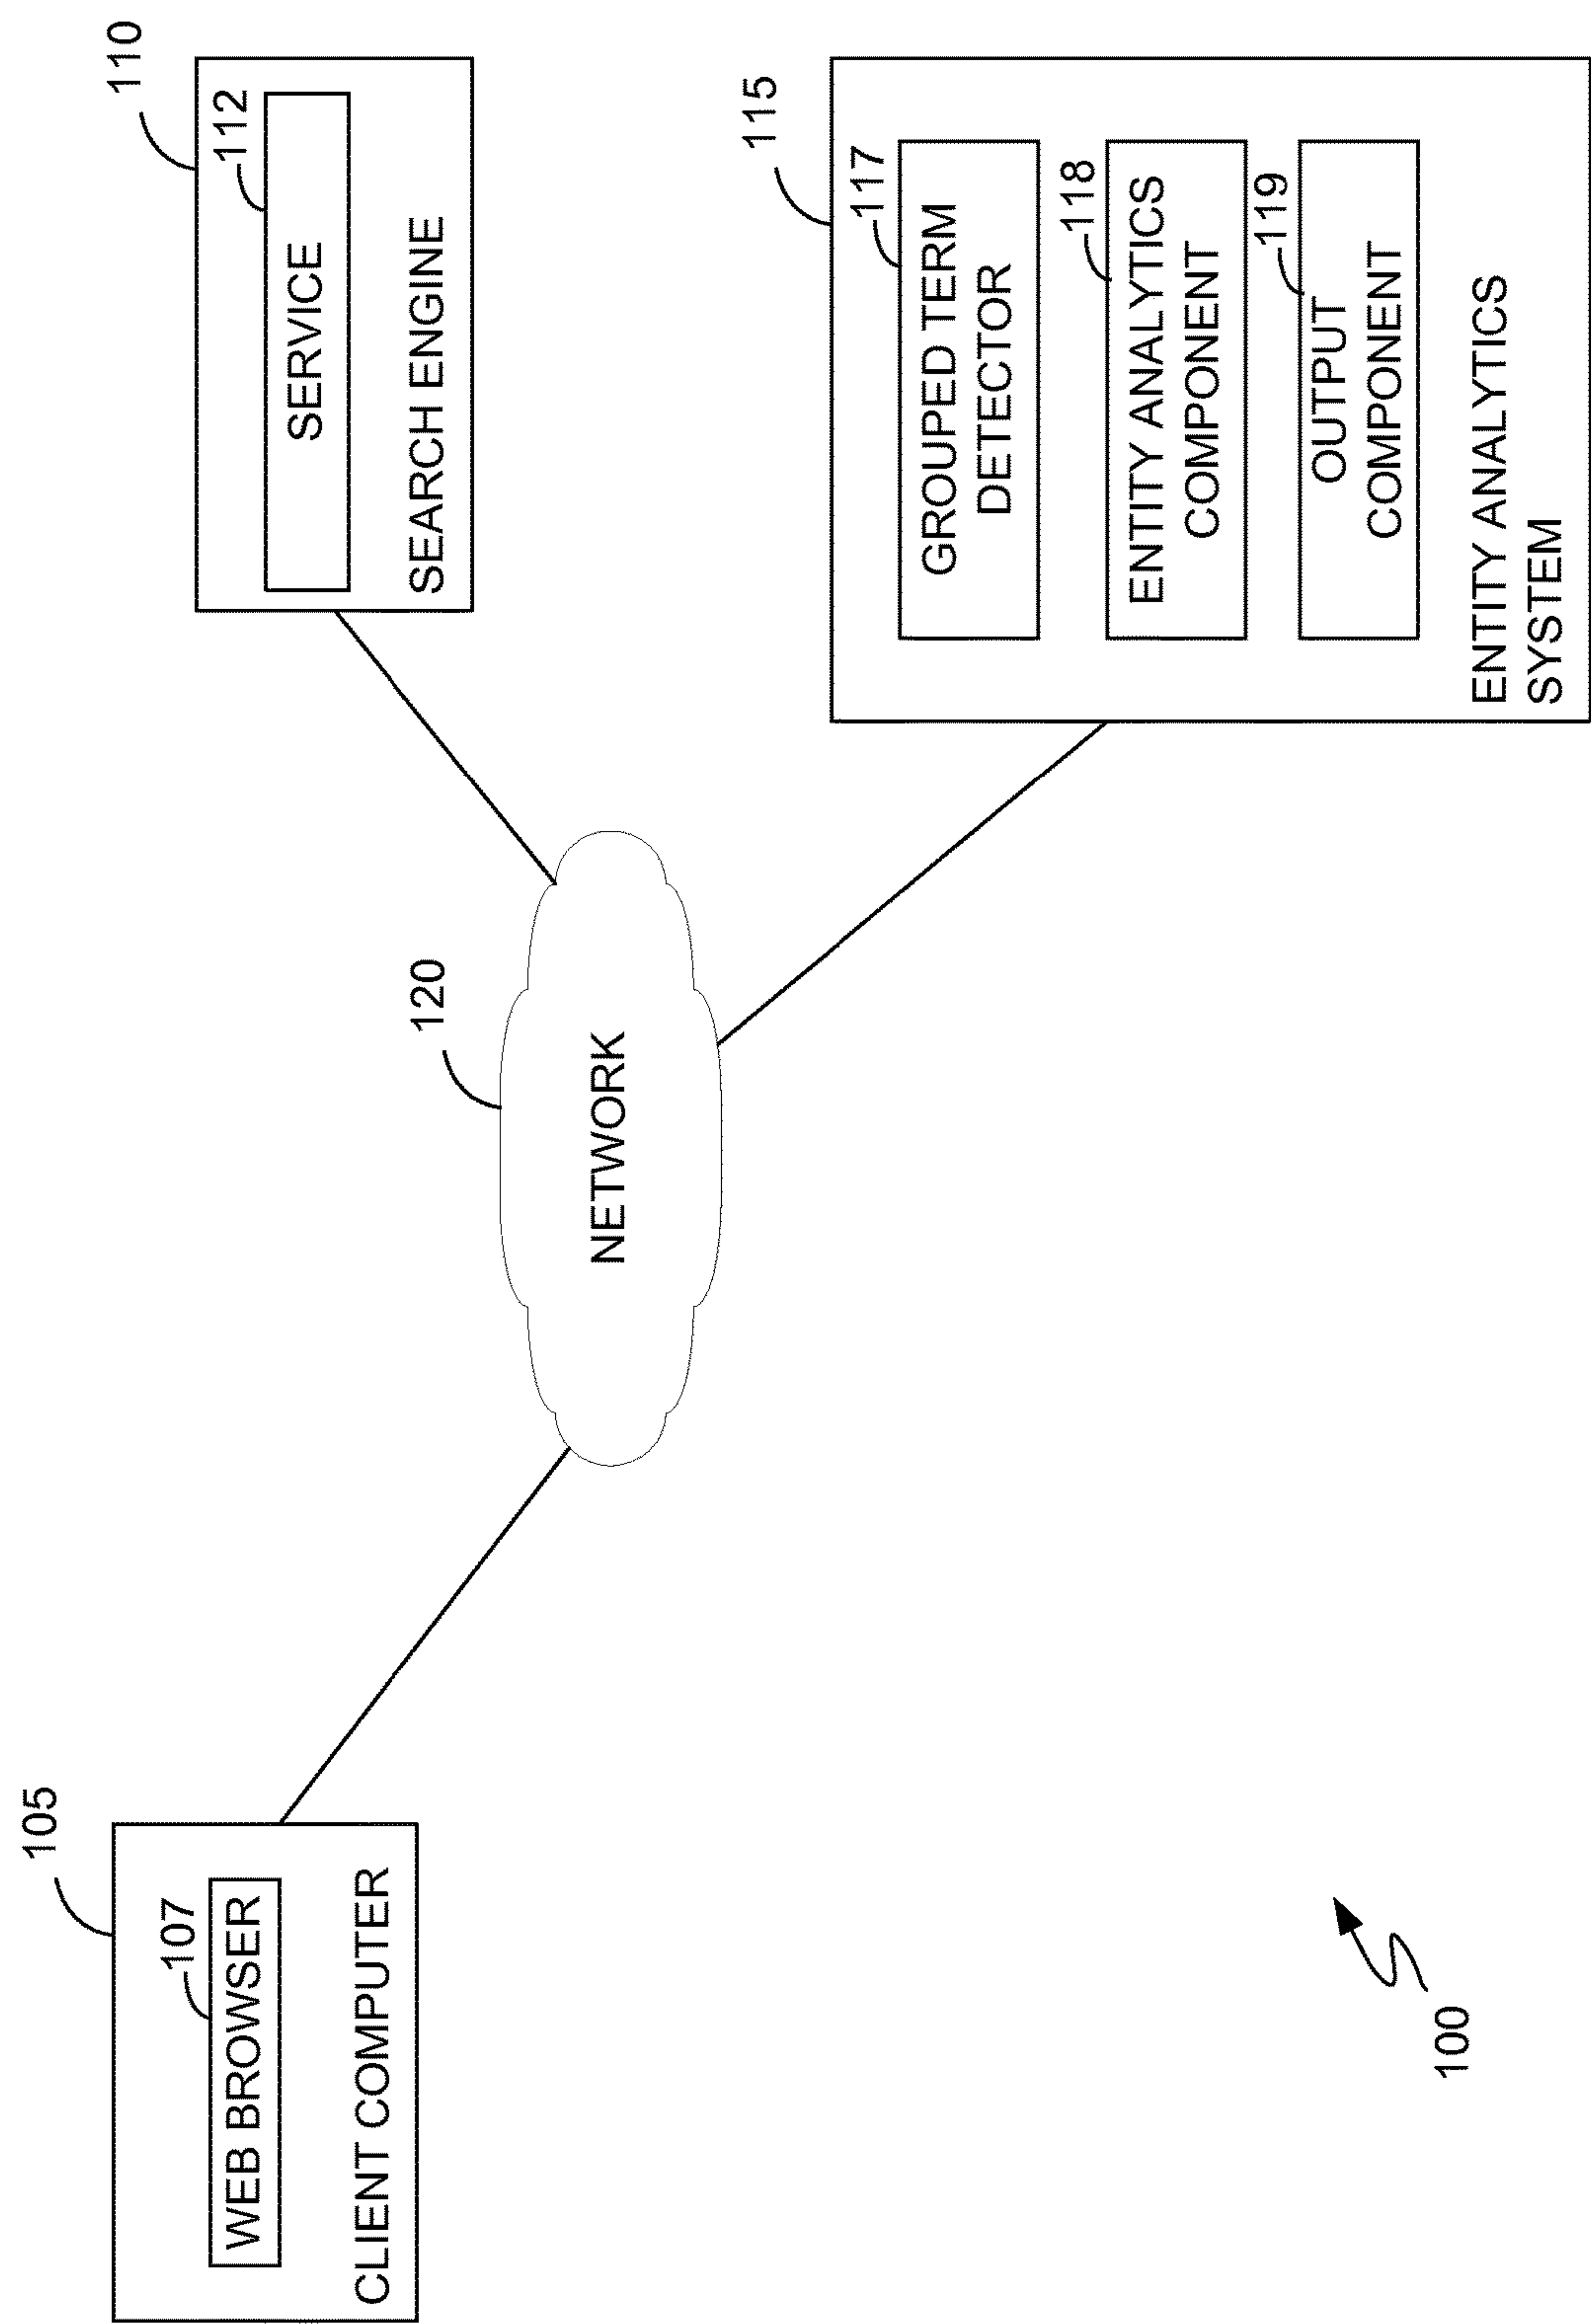 105
107
WEB BROWSER
CLIENT COMPUTER
120
NETWORK
110
112
SERVICE
SEARCH ENGINE
115
117
GROUPED TERM
DETECTOR
118
ENTITY ANALYTICS
COMPONENT
119
OUTPUT
COMPONENT
ENTITY ANALYTICS
SYSTEM
100